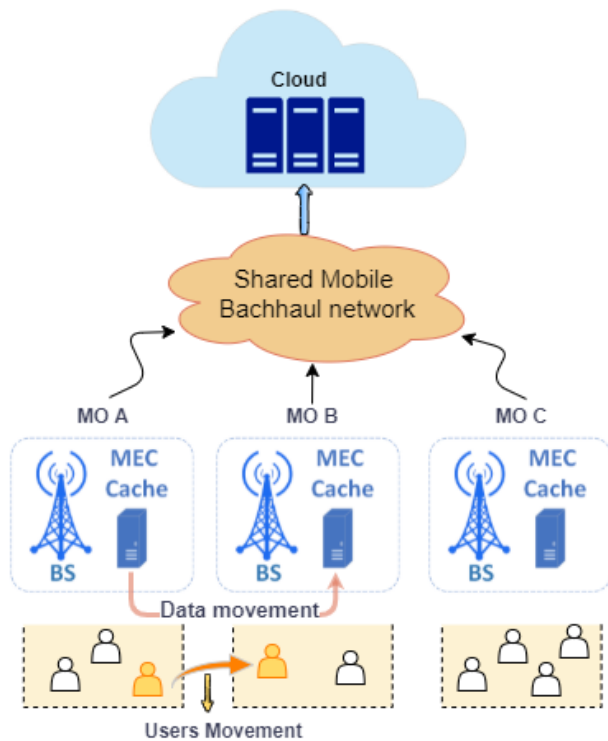 Cloud
Shared Mobile
Bachhaul network
MO A
MO B
MO C
MEC
Cache
BS
MEC
Cache
BS
MEC
Cache
BS
Data movement
Users Movement